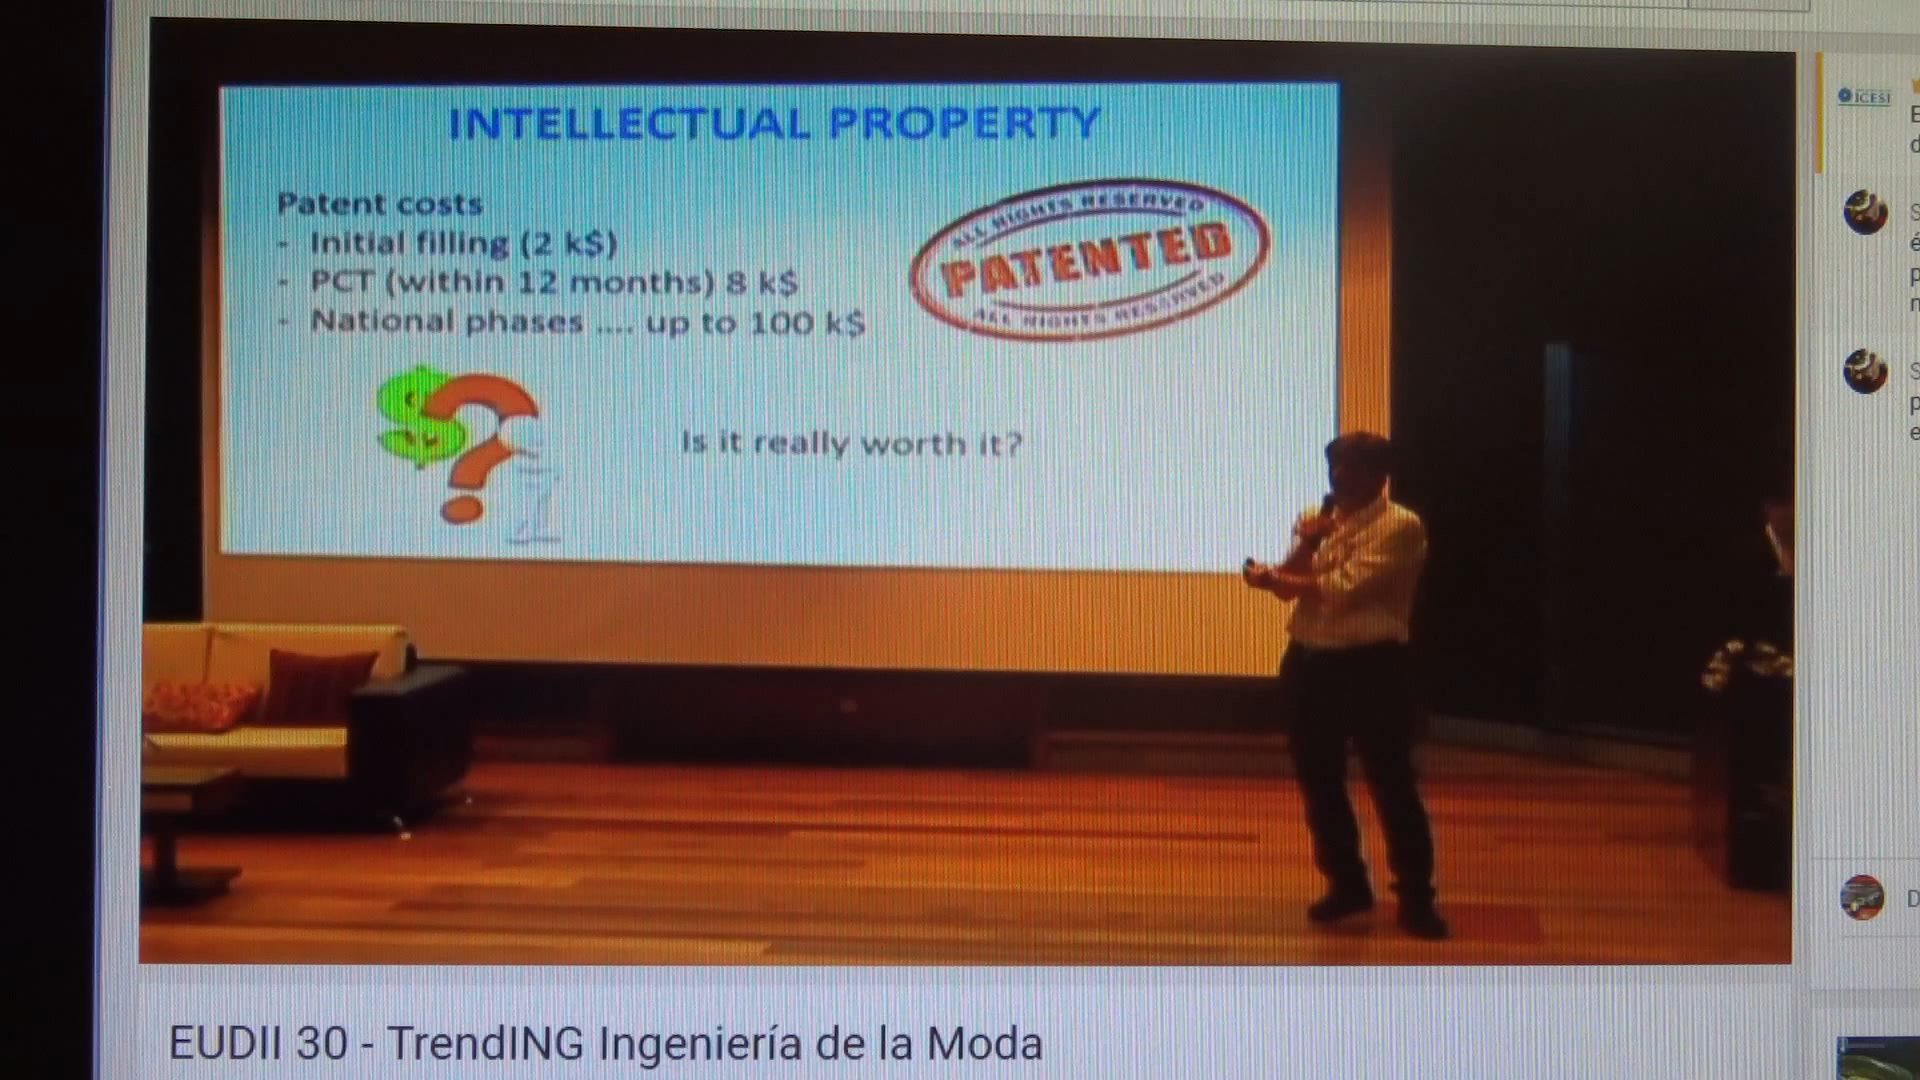 INTELLECTUAL PROPERTY
Patent costs
- Initial filling (2 k$)
- PCT (within 12 months) 8 k$
- National phases .... up to 100 k$
ALL RIGHTS RESERVED
PATENTED
ALL RIGHTS RESERVED
Is it really worth it?
EUDII 30 - TrendING Ingeniería de la Moda
ICESI
E
d
S
é
p
n
S
p
e
D